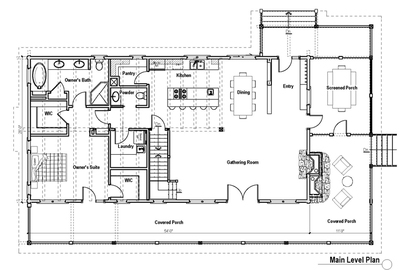 Owner's Bath
Pantry
Kitchen
Powder
Dining
Entry
Screened Porch
WIC
Laundry
Gathering Room
Owner's Suite
WIC
Covered Porch
Covered Porch
Main Level Plan